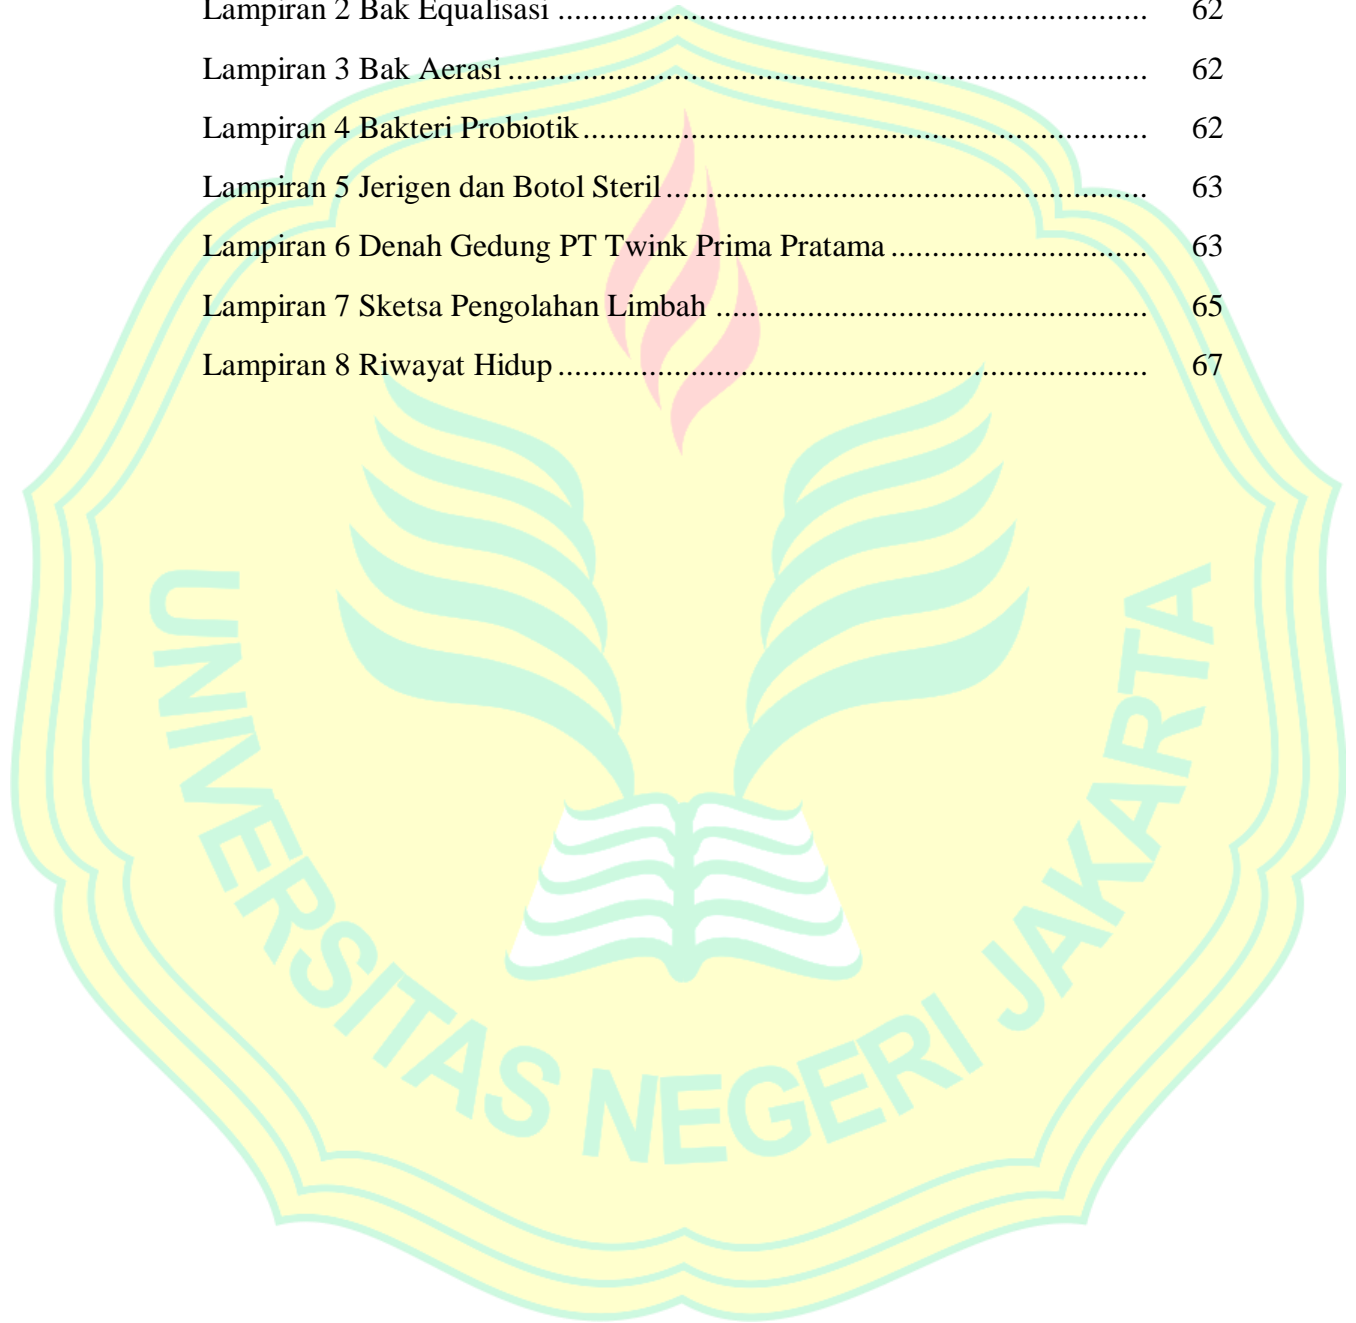 Lampiran 2 Bak Equalisasi ........................................................................ 62
Lampiran 3 Bak Aerasi .............................................................................. 62
Lampiran 4 Bakteri Probiotik..................................................................... 62
Lampiran 5 Jerigen dan Botol Steril........................................................... 63
Lampiran 6 Denah Gedung PT Twink Prima Pratama ............................... 63
Lampiran 7 Sketsa Pengolahan Limbah .................................................... 65
Lampiran 8 Riwayat Hidup ........................................................................ 67
UNIVERSITAS NEGERI JAKARTA